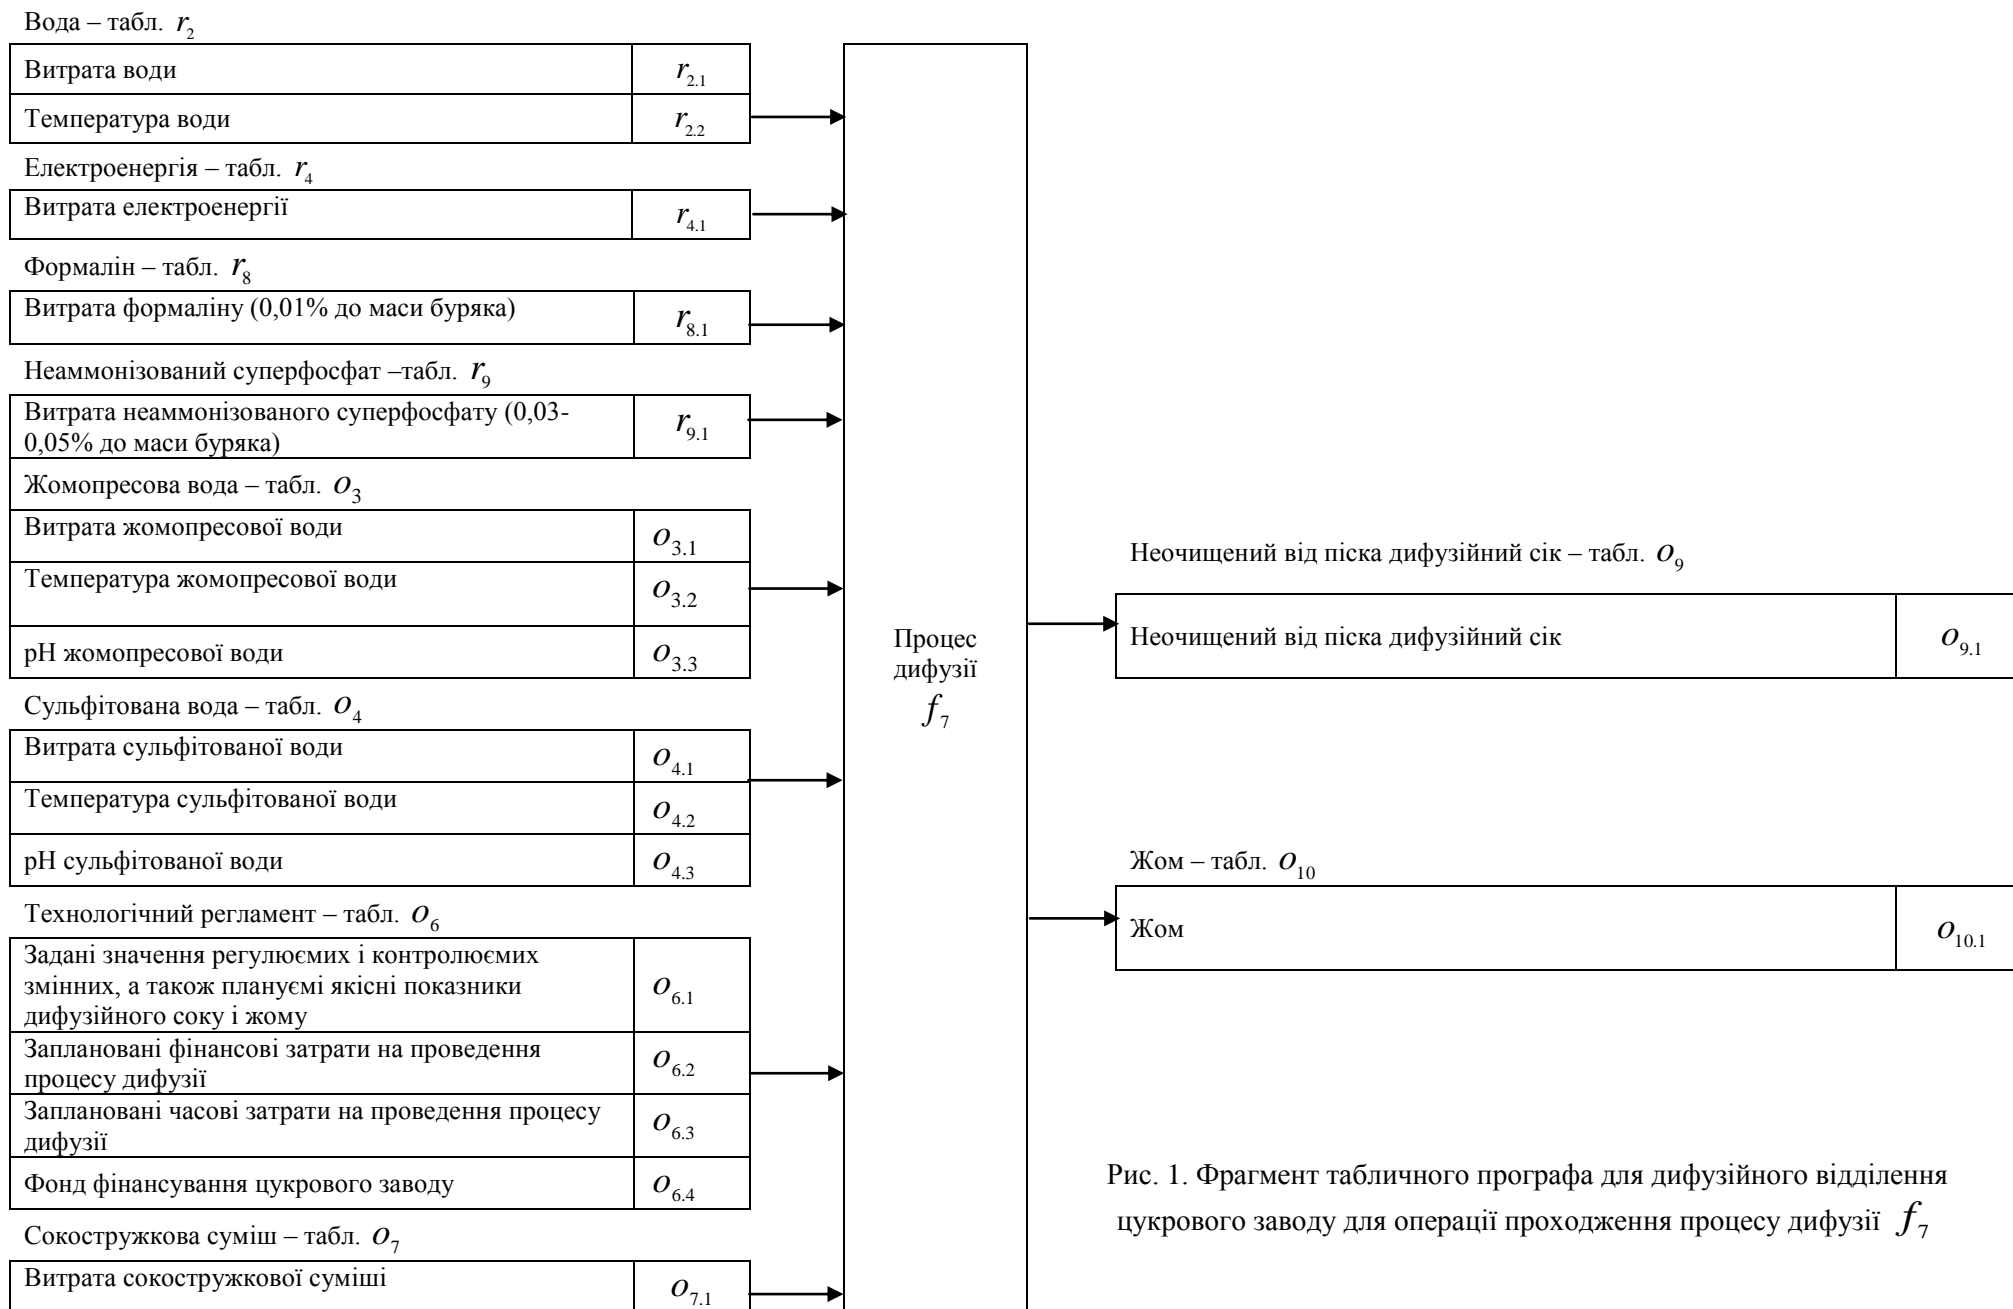 Вода – табл. r₂
Витрата води r₂.₁
Температура води r₂.₂
Електроенергія – табл. r₄
Витрата електроенергії r₄.₁
Формалін – табл. r₈
Витрата формаліну (0,01% до маси буряка) r₈.₁
Неаммонізований суперфосфат –табл. r₉
Витрата неаммонізованого суперфосфату (0,03-
0,05% до маси буряка) r₉.₁
Жомопресова вода – табл. o₃
Витрата жомопресової води o₃.₁
Температура жомопресової води o₃.₂
рН жомопресової води o₃.₃
Сульфітована вода – табл. o₄
Витрата сульфітованої води o₄.₁
Температура сульфітованої води o₄.₂
рН сульфітованої води o₄.₃
Технологічний регламент – табл. o₆
Задані значення регулюємих і контролюємих
змінних, а також плануємі якісні показники
дифузійного соку і жому o₆.₁
Заплановані фінансові затрати на проведення
процесу дифузії o₆.₂
Заплановані часові затрати на проведення процесу
дифузії o₆.₃
Фонд фінансування цукрового заводу o₆.₄
Сокостружкова суміш – табл. o₇
Витрата сокостружкової суміші o₇.₁
Процес
дифузії
f₇
Неочищений від піска дифузійний сік – табл. o₉
Неочищений від піска дифузійний сік o₉.₁
Жом – табл. o₁₀
Жом o₁₀.₁
Рис. 1. Фрагмент табличного прографа для дифузійного відділення
цукрового заводу для операції проходження процесу дифузії f₇